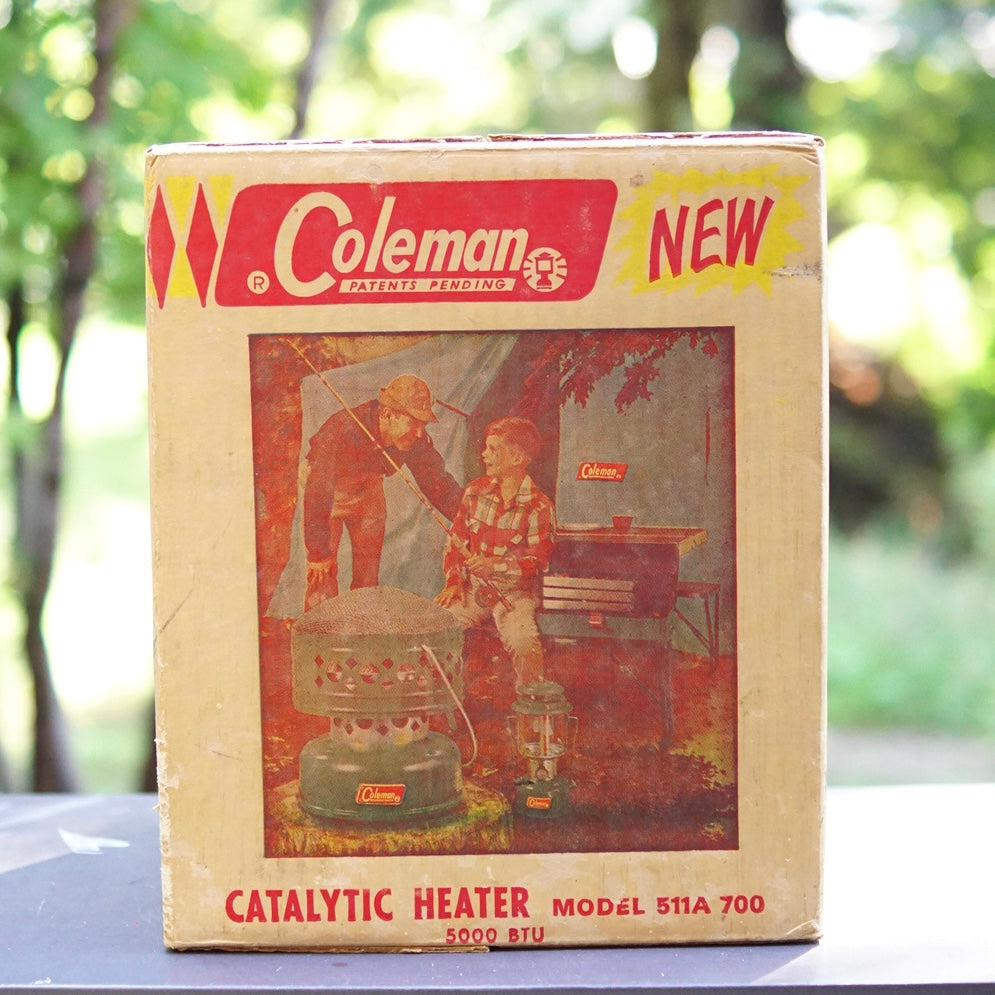 ® Coleman
PATENTS PENDING
NEW
Coleman
Coleman
Coleman
CATALYTIC HEATER MODEL 511A 700
5000 BTU